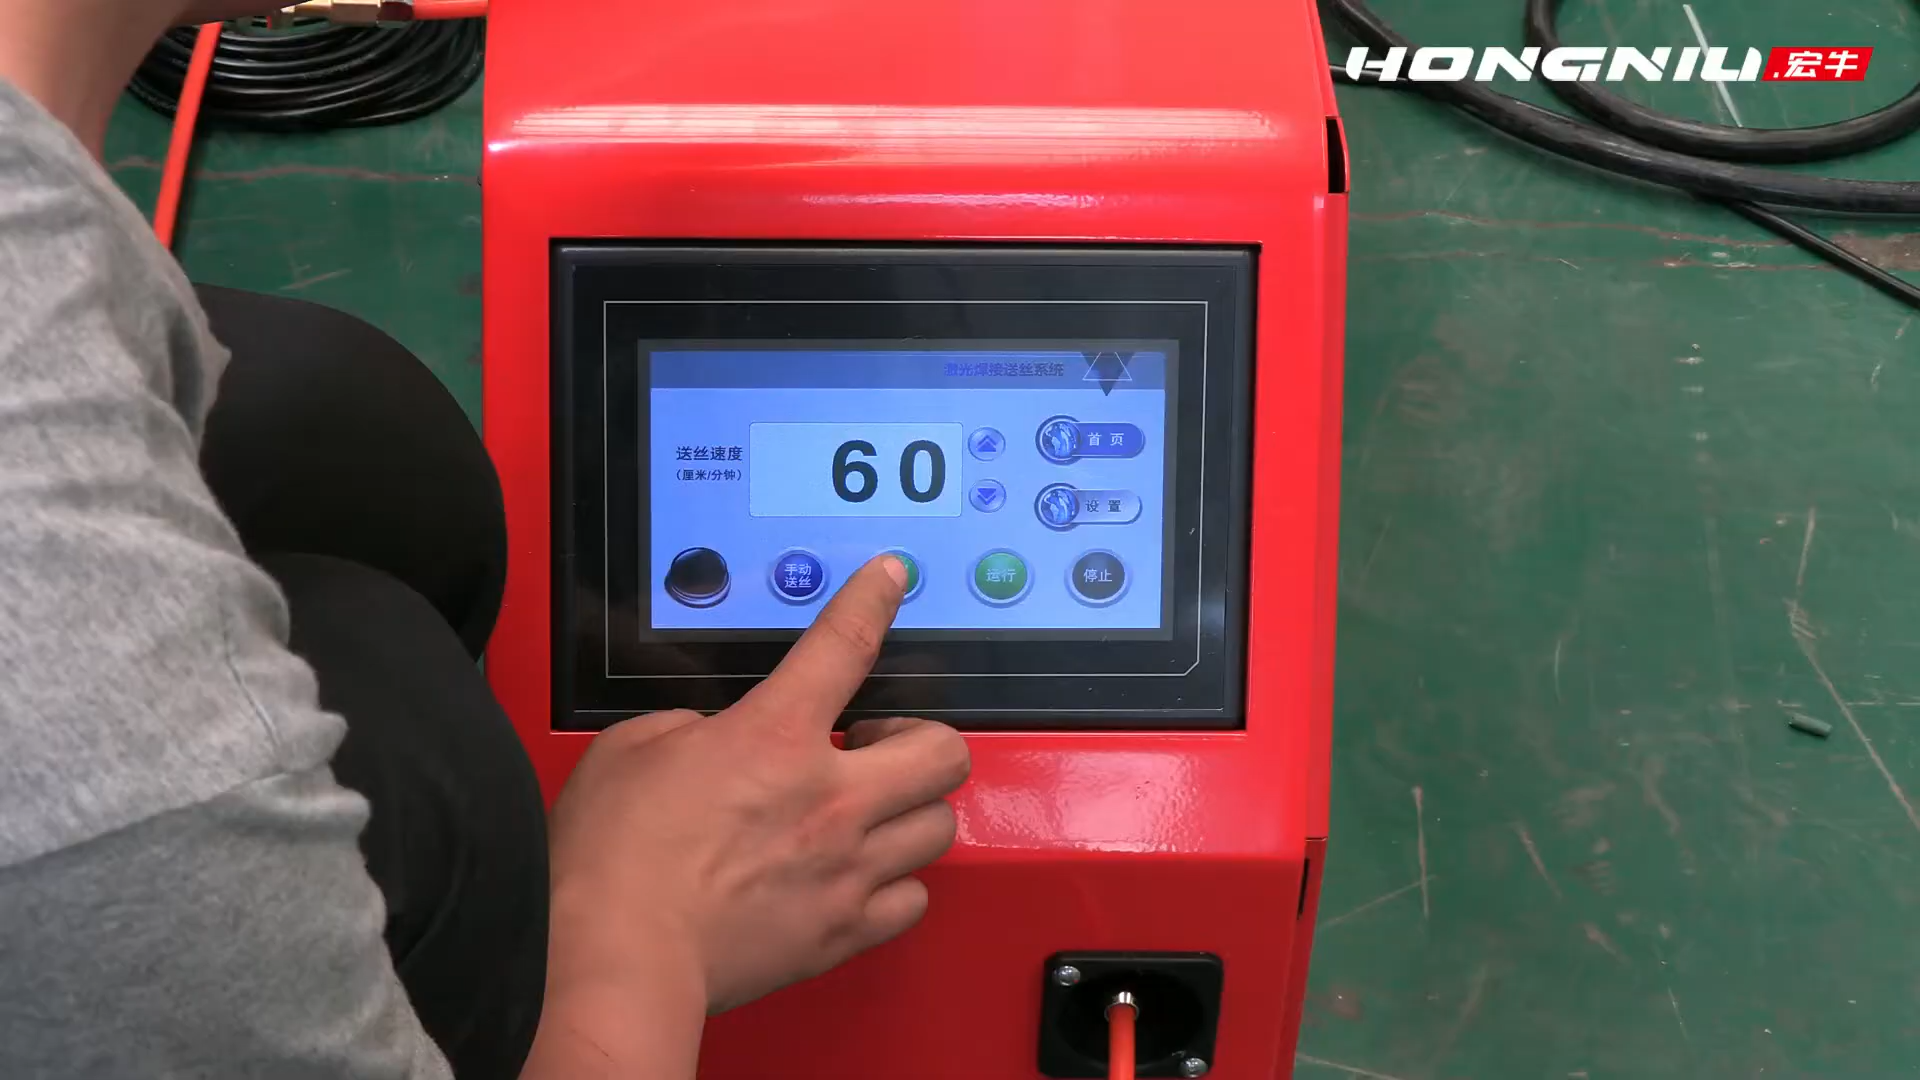 HONGNIU.宏牛
激光焊接送丝系统
送丝速度
(厘米/分钟)
60
首页
设置
手动
送丝
运行
停止